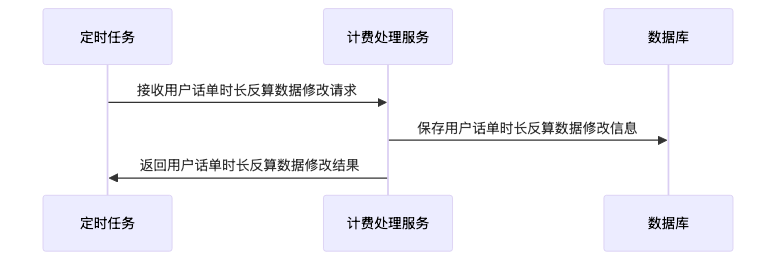 定时任务
计费处理服务
数据库
接收用户话单时长反算数据修改请求
保存用户话单时长反算数据修改信息
返回用户话单时长反算数据修改结果
定时任务
计费处理服务
数据库